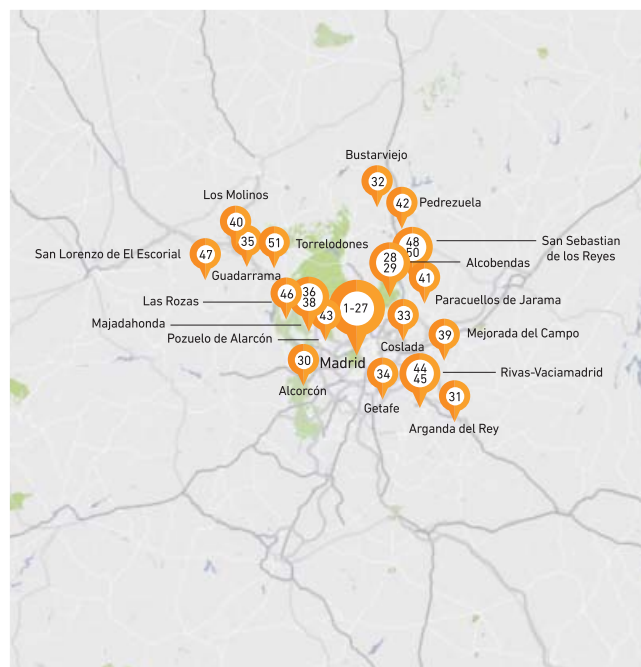 Bustarviejo
32
Los Molinos
42
Pedrezuela
40
35
51
Torrelodones
48
50
San Sebastian
de los Reyes
San Lorenzo de El Escorial
47
28
29
Alcobendas
Guadarrama
41
Paracuellos de Jarama
Las Rozas
46
36
38
1-27
Majadahonda
43
33
Pozuelo de Alarcón
39
Mejorada del Campo
Coslada
30
Madrid
34
44
45
Rivas-Vaciamadrid
Alcorcón
31
Getafe
Arganda del Rey